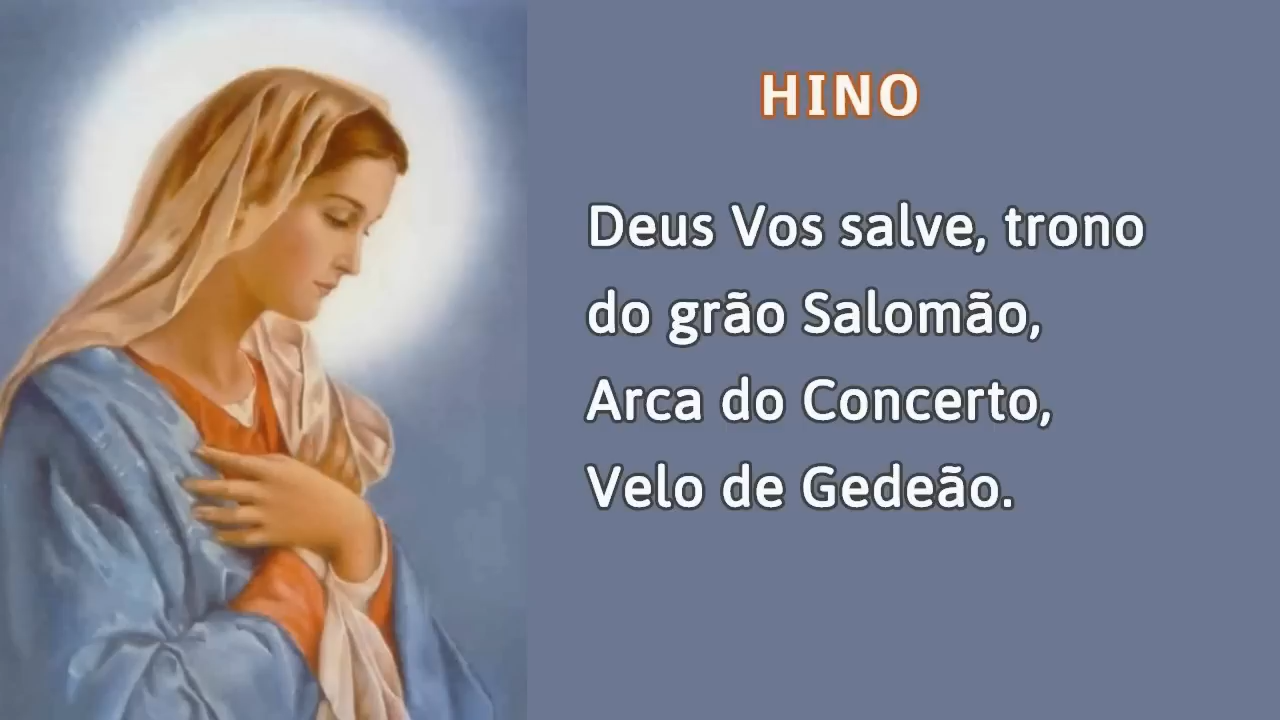 HINO
Deus Vos salve, trono
do grão Salomão,
Arca do Concerto,
Velo de Gedeão.